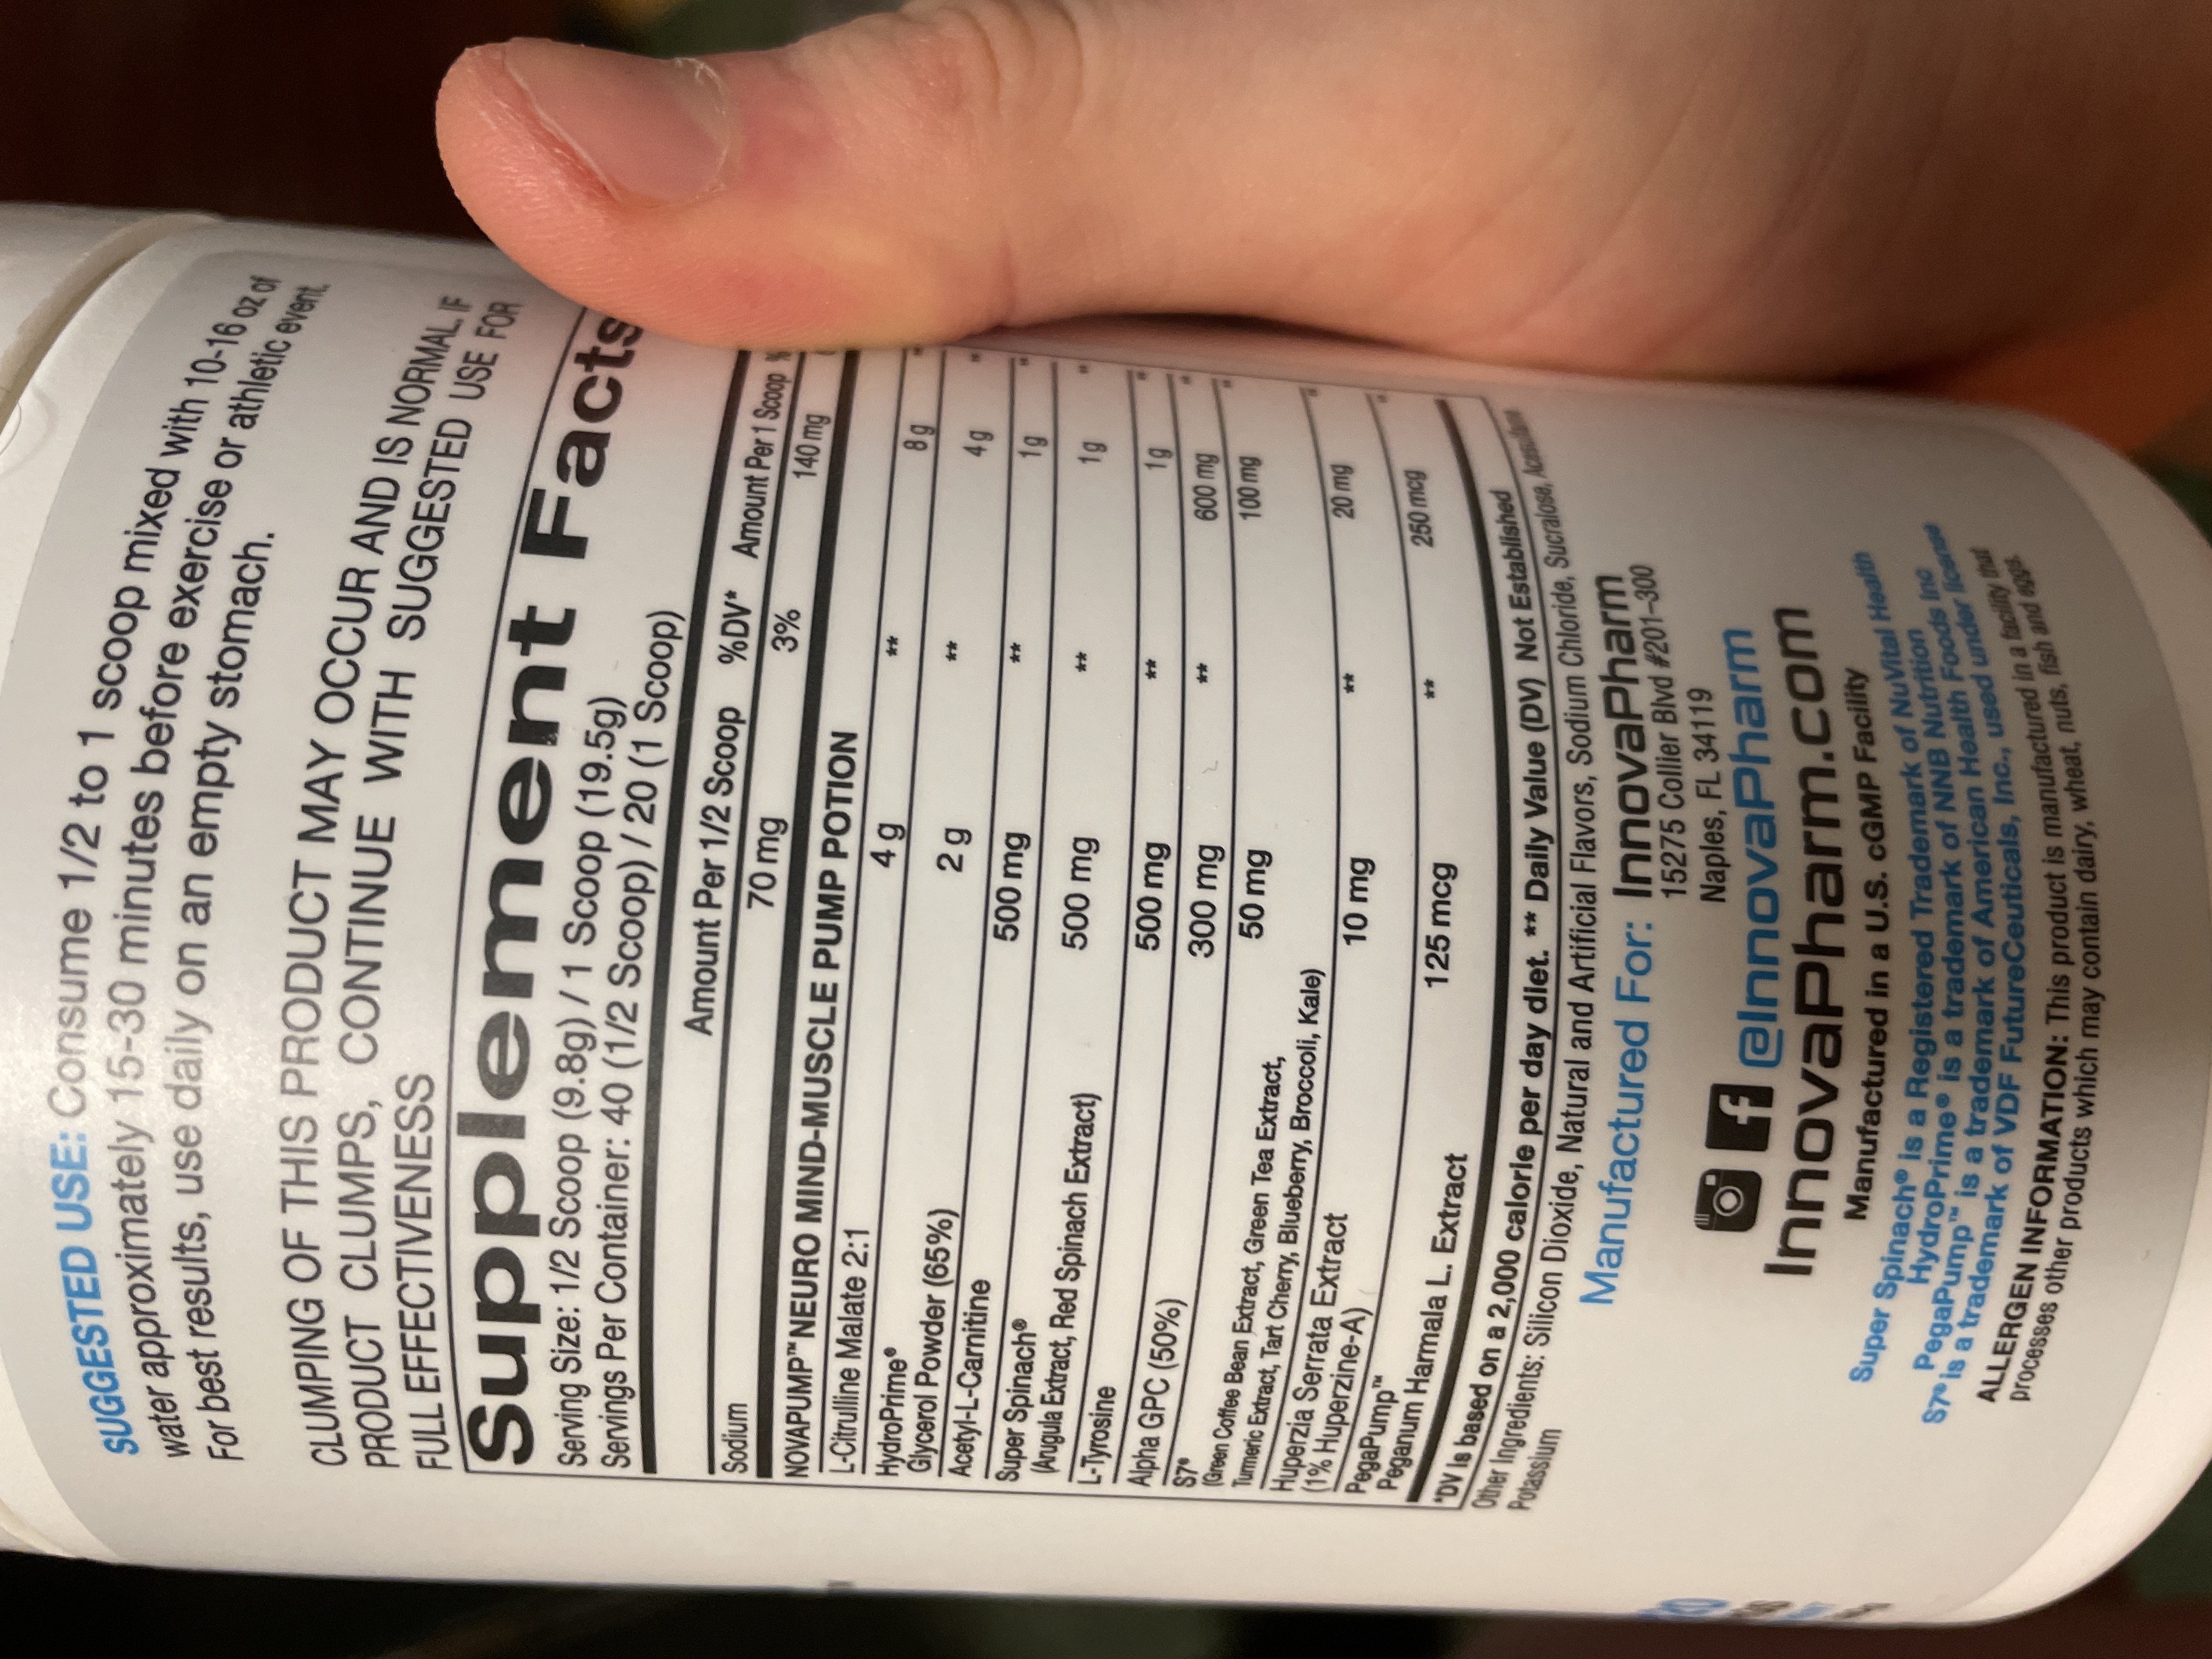 SUGGESTED USE: Consume 1/2 to 1 scoop mixed with 10-16 oz of
water approximately 15-30 minutes before exercise or athletic event.
For best results, use daily on an empty stomach.
CLUMPING OF THIS PRODUCT MAY OCCUR AND IS NORMAL. IF
PRODUCT CLUMPS, CONTINUE WITH SUGGESTED USE FOR
FULL EFFECTIVENESS
Supplement Facts
Serving Size: 1/2 Scoop (9.8g) / 1 Scoop (19.5g)
Servings Per Container: 40 (1/2 Scoop) / 20 (1 Scoop)
Amount Per 1/2 Scoop %DV* Amount Per 1 Scoop %
Sodium 70 mg 3% 140 mg
NOVAPUMP™ NEURO MIND-MUSCLE PUMP POTION
L-Citrulline Malate 2:1 4 g ** 8 g **
HydroPrime®
Glycerol Powder (65%) 2 g ** 4 g **
Acetyl-L-Carnitine 500 mg ** 1 g **
Super Spinach®
(Arugula Extract, Red Spinach Extract) 500 mg ** 1 g **
L-Tyrosine 500 mg ** 1 g **
Alpha GPC (50%) 300 mg ** 600 mg **
S7® 50 mg 100 mg **
(Green Coffee Bean Extract, Green Tea Extract,
Turmeric Extract, Tart Cherry, Blueberry, Broccoli, Kale)
Huperzia Serrata Extract
(1% Huperzine-A) 10 mg ** 20 mg **
PegaPump™
Peganum Harmala L. Extract 125 mcg ** 250 mcg **
*DV is based on a 2,000 calorie per day diet. ** Daily Value (DV) Not Established
Other Ingredients: Silicon Dioxide, Natural and Artificial Flavors, Sodium Chloride, Sucralose, Acesulfame
Potassium
Manufactured For: InnovaPharm
15275 Collier Blvd #201-300
Naples, FL 34119
@InnovaPharm
InnovaPharm.com
Manufactured in a U.S. cGMP Facility
Super Spinach® is a Registered Trademark of NuVital Health
HydroPrime® is a trademark of NNB Nutrition
PegaPump™ is a trademark of American Health Foods Inc
S7® is a trademark of VDF FutureCeuticals, Inc., used under license
ALLERGEN INFORMATION: This product is manufactured in a facility that
processes other products which may contain dairy, wheat, nuts, fish and eggs.